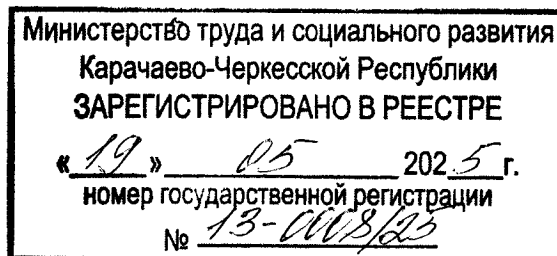 Министерство труда и социального развития
Карачаево-Черкесской Республики
ЗАРЕГИСТРИРОВАНО В РЕЕСТРЕ
«19» 05 2025 г.
номер государственной регистрации
№ 13-0008/25